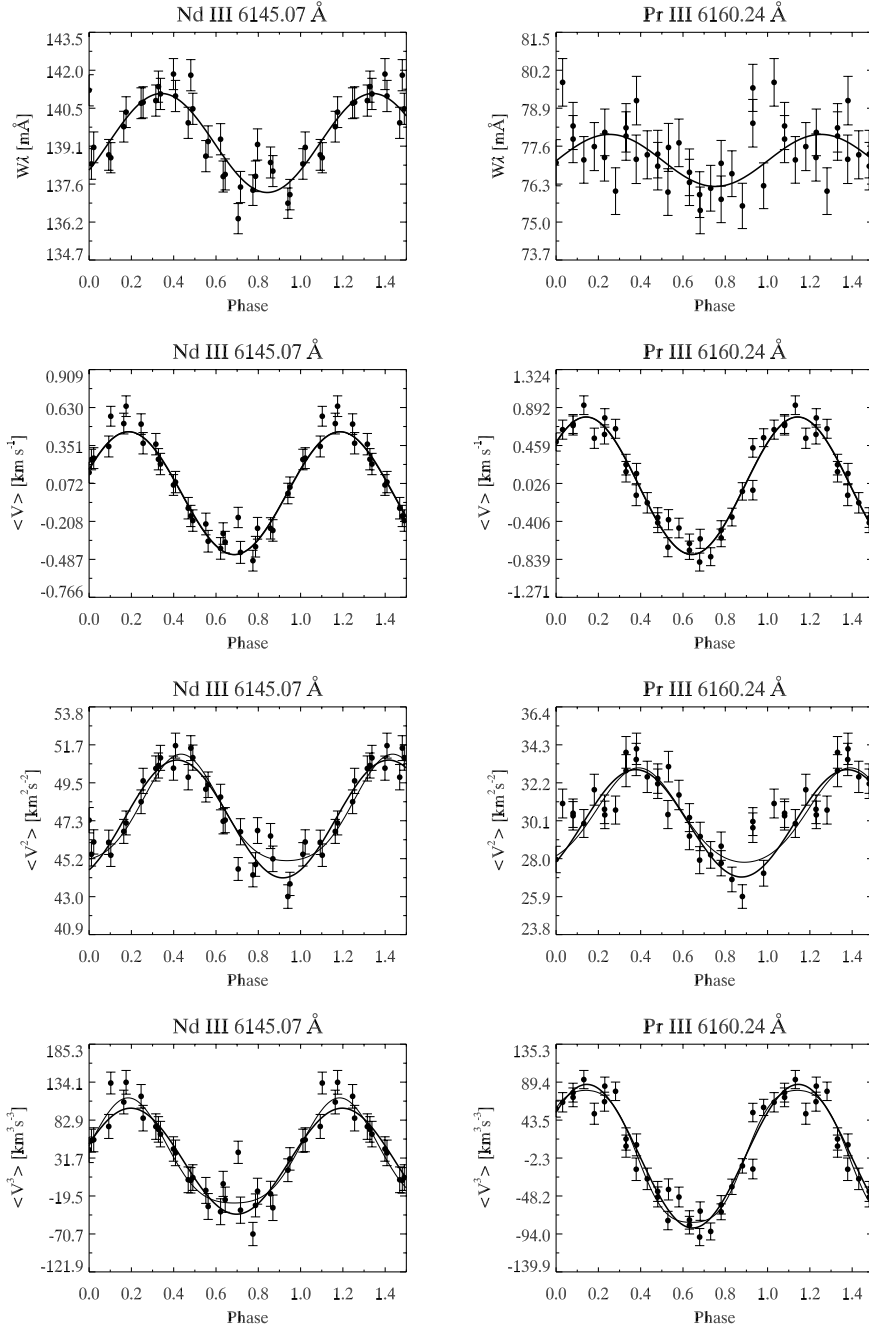 Nd III 6145.07 Å
Wλ [mÅ]
143.5
142.0
140.5
139.1
137.6
136.2
134.7
0.0 0.2 0.4 0.6 0.8 1.0 1.2 1.4
Phase
Pr III 6160.24 Å
Wλ [mÅ]
81.5
80.2
78.9
77.6
76.3
75.0
73.7
0.0 0.2 0.4 0.6 0.8 1.0 1.2 1.4
Phase
Nd III 6145.07 Å
<V> [km s⁻¹]
0.909
0.630
0.351
0.072
-0.208
-0.487
-0.766
0.0 0.2 0.4 0.6 0.8 1.0 1.2 1.4
Phase
Pr III 6160.24 Å
<V> [km s⁻¹]
1.324
0.892
0.459
0.026
-0.406
-0.839
-1.271
0.0 0.2 0.4 0.6 0.8 1.0 1.2 1.4
Phase
Nd III 6145.07 Å
<V²> [km²s⁻²]
53.8
51.7
49.5
47.3
45.2
43.0
40.9
0.0 0.2 0.4 0.6 0.8 1.0 1.2 1.4
Phase
Pr III 6160.24 Å
<V²> [km²s⁻²]
36.4
34.3
32.2
30.1
28.0
25.9
23.8
0.0 0.2 0.4 0.6 0.8 1.0 1.2 1.4
Phase
Nd III 6145.07 Å
<V³> [km³s⁻³]
185.3
134.1
82.9
31.7
-19.5
-70.7
-121.9
0.0 0.2 0.4 0.6 0.8 1.0 1.2 1.4
Phase
Pr III 6160.24 Å
<V³> [km³s⁻³]
135.3
89.4
43.5
-2.3
-48.2
-94.0
-139.9
0.0 0.2 0.4 0.6 0.8 1.0 1.2 1.4
Phase